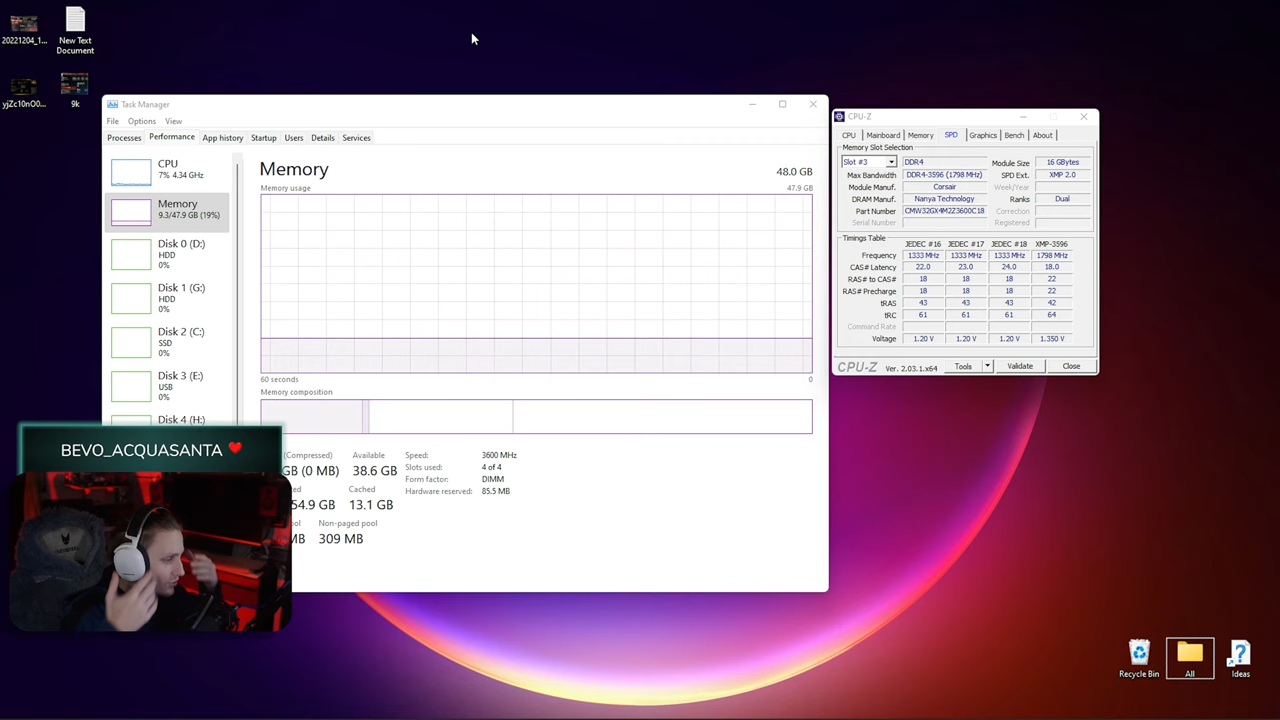 20221204_1...
New Text
Document
yjZc10nO0...
9k
Task Manager
File Options View
Processes Performance App history Startup Users Details Services
CPU
7% 4.34 GHz
Memory
9.3/47.9 GB (19%)
Disk 0 (D:)
HDD
0%
Disk 1 (G:)
HDD
0%
Disk 2 (C:)
SSD
0%
Disk 3 (E:)
USB
0%
Disk 4 (H:)
Memory 48.0 GB
Memory usage 47.9 GB
60 seconds 0
Memory composition
(Compressed) Available
GB (0 MB) 38.6 GB
ed Cached
54.9 GB 13.1 GB
ool Non-paged pool
MB 309 MB
Speed: 3600 MHz
Slots used: 4 of 4
Form factor: DIMM
Hardware reserved: 85.5 MB
BEVO_ACQUASANTA ❤
CPU-Z
CPU Mainboard Memory SPD Graphics Bench About
Memory Slot Selection
Slot #3 DDR4 Module Size 16 GBytes
Max Bandwidth DDR4-3596 (1798 MHz) SPD Ext. XMP 2.0
Module Manuf. Corsair Week/Year
DRAM Manuf. Nanya Technology Ranks Dual
Part Number CMW32GX4M2Z3600C18 Correction
Serial Number Registered
Timings Table
JEDEC #16 JEDEC #17 JEDEC #18 XMP-3596
Frequency 1333 MHz 1333 MHz 1333 MHz 1798 MHz
CAS# Latency 22.0 23.0 24.0 18.0
RAS# to CAS# 18 18 18 22
RAS# Precharge 18 18 18 22
tRAS 43 43 43 42
tRC 61 61 61 64
Command Rate
Voltage 1.20 V 1.20 V 1.20 V 1.350 V
CPU-Z Ver. 2.03.1.x64 Tools Validate Close
Recycle Bin
All
Ideas